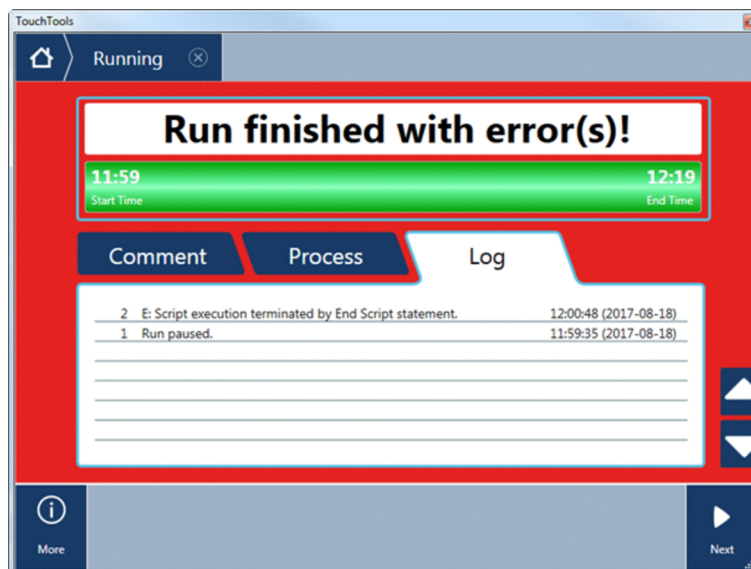 TouchTools
Running
Run finished with error(s)!
11:59 12:19
Start Time End Time
Comment Process Log
2 E: Script execution terminated by End Script statement. 12:00:48 (2017-08-18)
1 Run paused. 11:59:35 (2017-08-18)
More Next